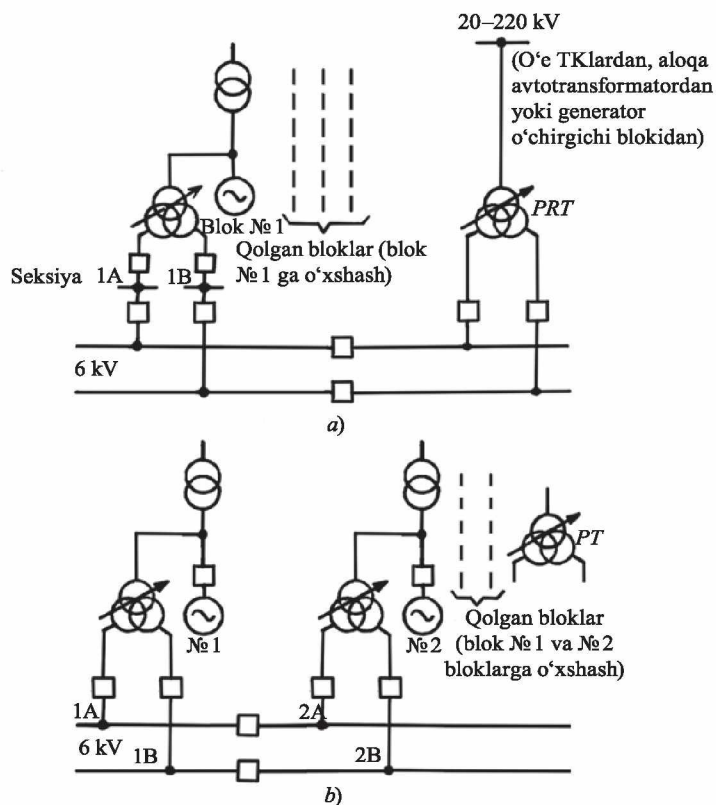 20–220 kV
(O‘e TKlardan, aloqa
avtotransformatordan
yoki generator
o‘chirgichi blokidan)
PRT
Blok № 1
Qolgan bloklar (blok
№ 1 ga o‘xshash)
Seksiya 1A 1B
6 kV
a)
PT
№ 1
№ 2
Qolgan bloklar
(blok № 1 va № 2
bloklarga o‘xshash)
1A
2A
6 kV
1B
2B
b)